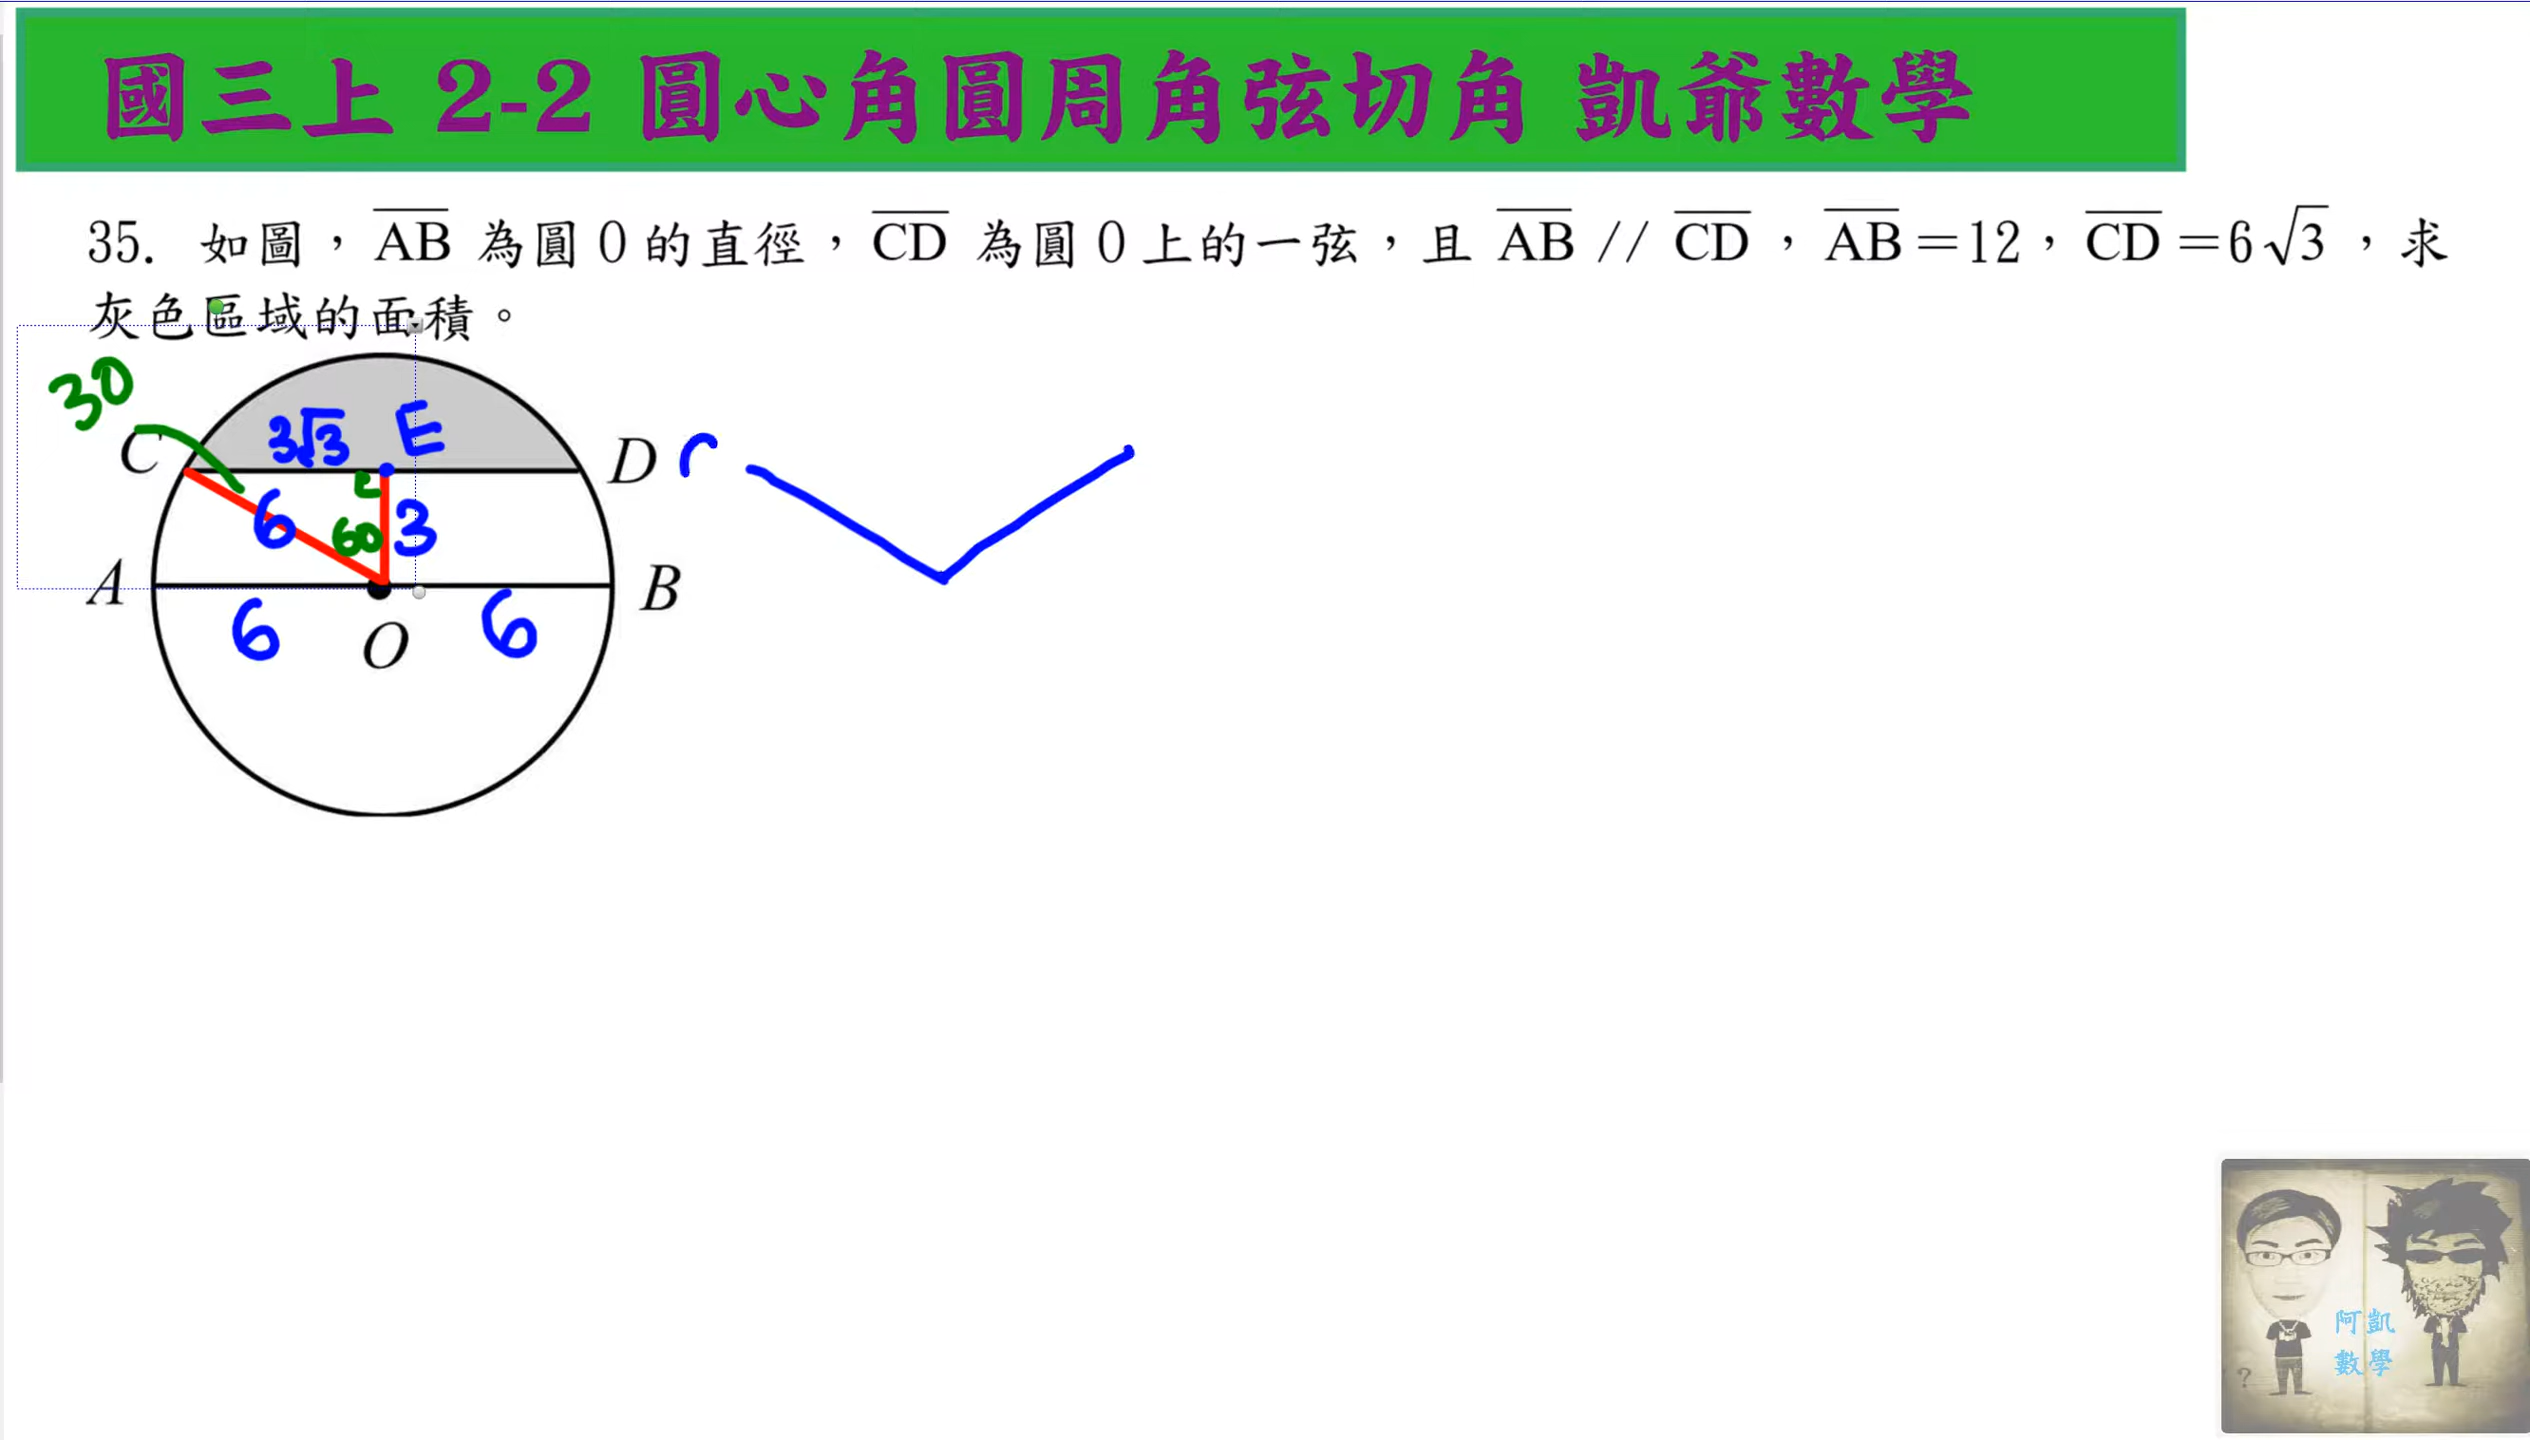 國三上 2-2 圓心角圓周角弦切角 凱爺數學
35. 如圖，AB 為圓 O 的直徑，CD 為圓 O 上的一弦，且 AB // CD，AB＝12，CD＝6√3，求
灰色區域的面積。
30
C 3√3 E D
6 60 3
A B
6 O 6
阿凱
數學
?